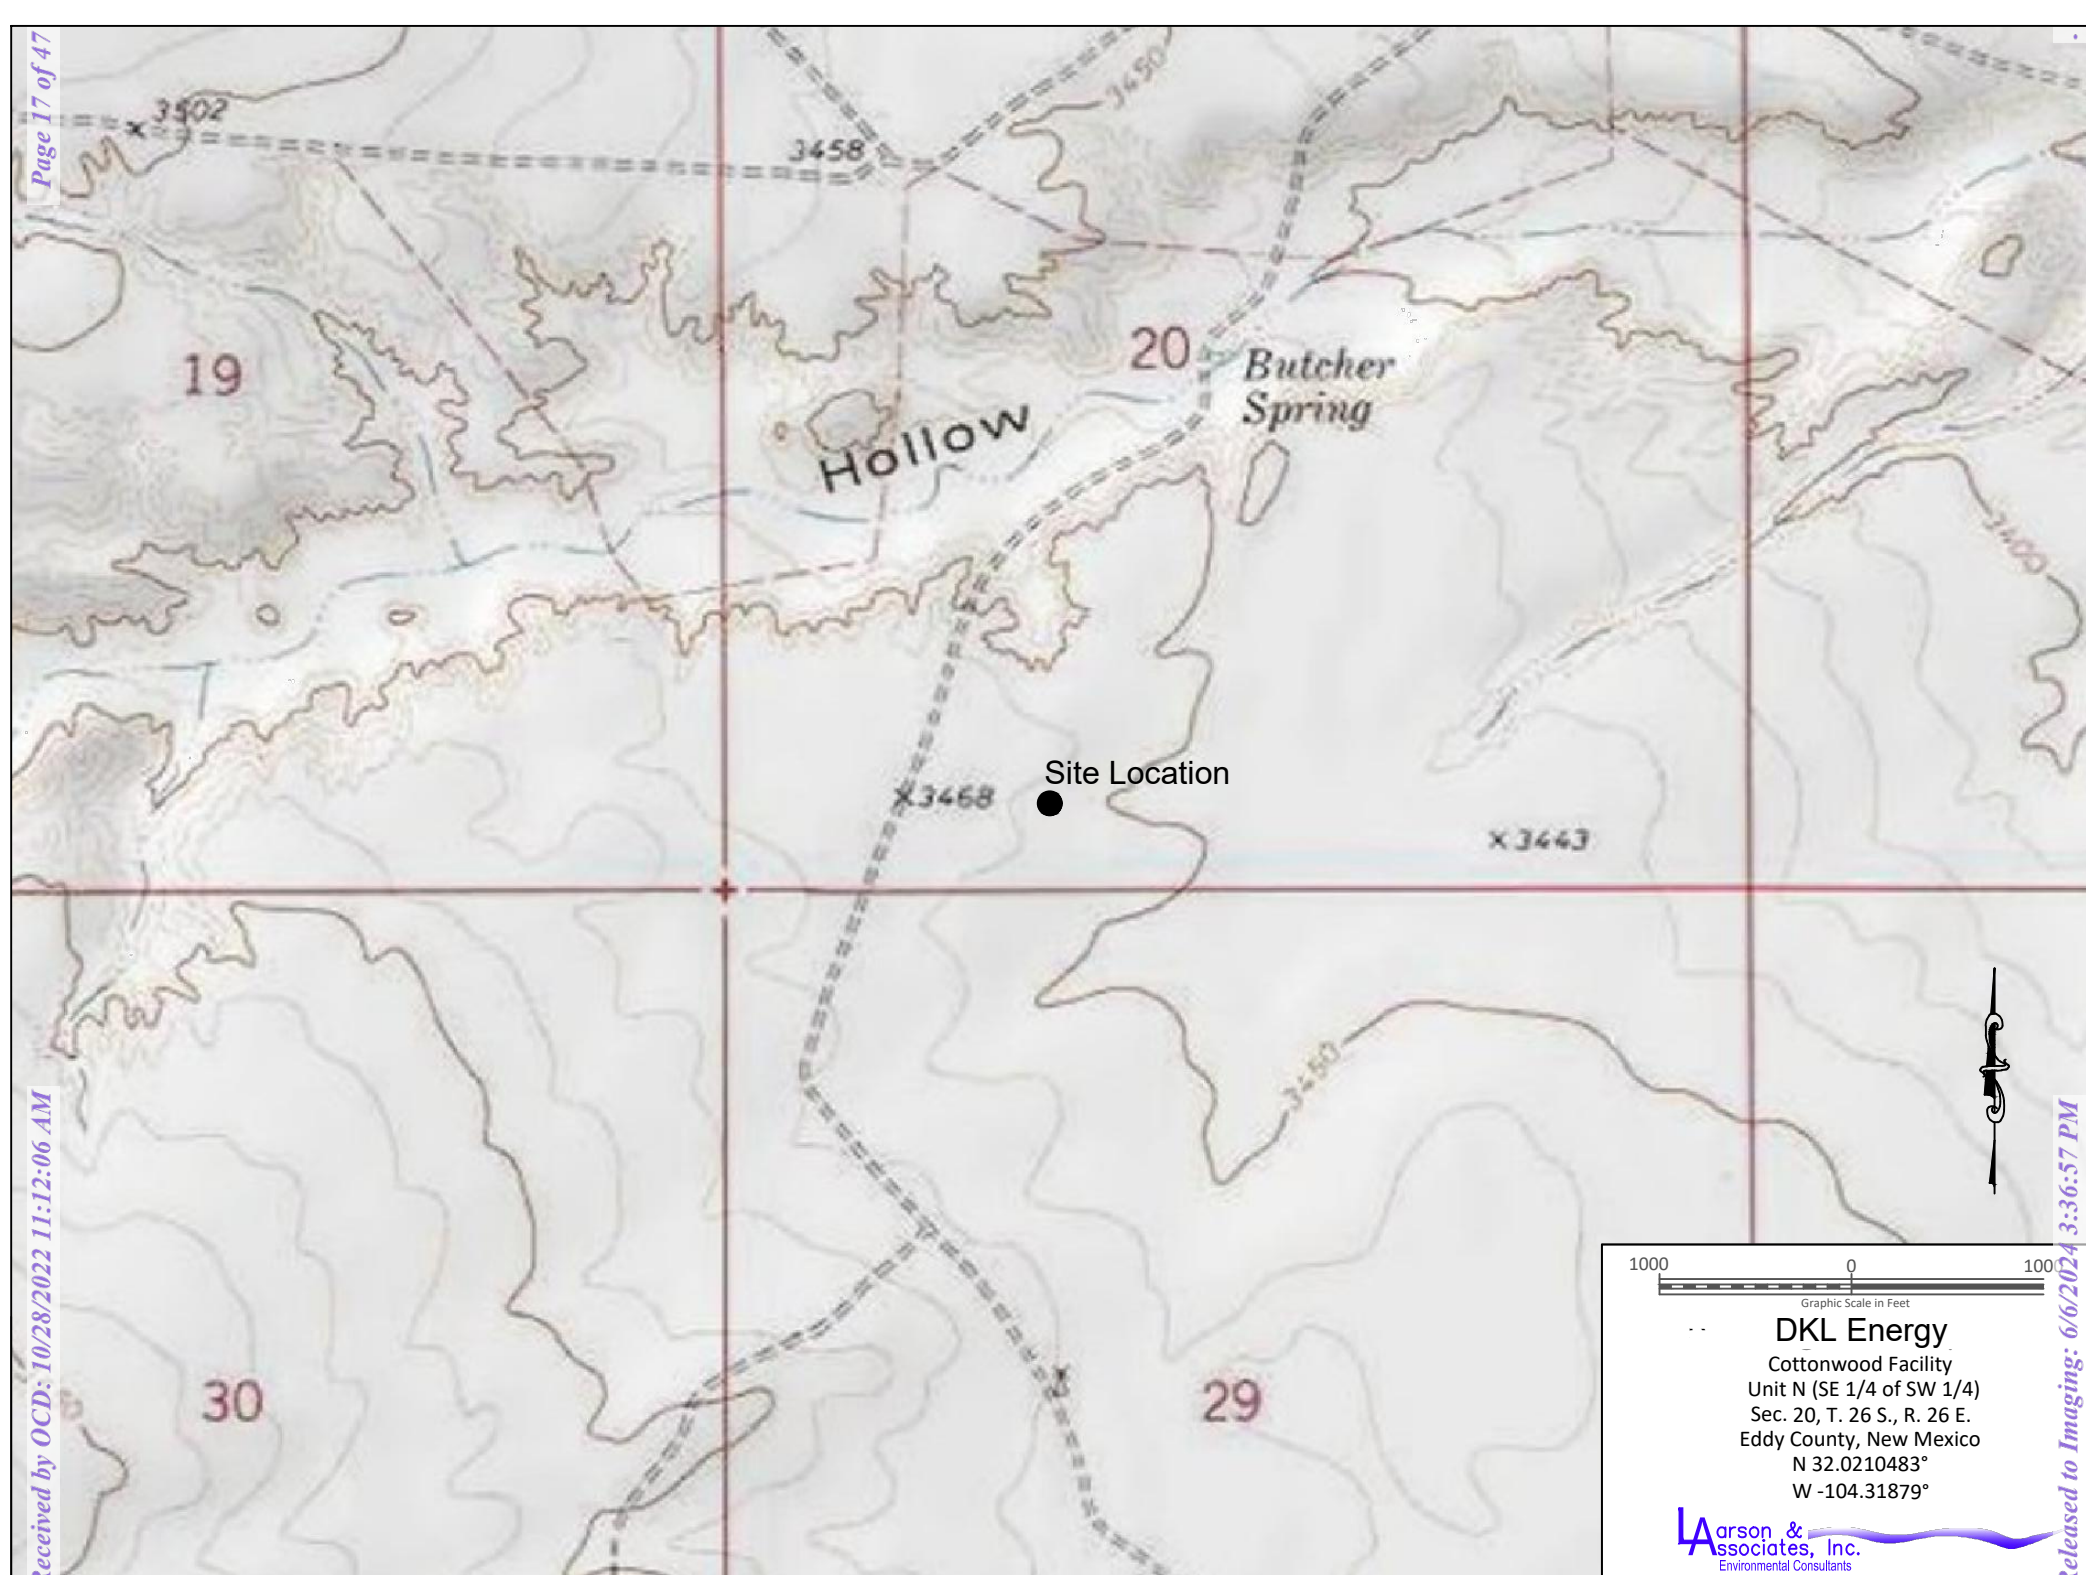 Page 17 of 47
3502
3458
3450
19
20
Butcher
Spring
Hollow
3400
Site Location
3468
3443
3450
30
29
1000 0 1000
Graphic Scale in Feet
DKL Energy
Cottonwood Facility
Unit N (SE 1/4 of SW 1/4)
Sec. 20, T. 26 S., R. 26 E.
Eddy County, New Mexico
N 32.0210483°
W -104.31879°
Larson &
Associates, Inc.
Environmental Consultants
Received by OCD: 10/28/2022 11:12:06 AM
Released to Imaging: 6/6/2024 3:36:57 PM